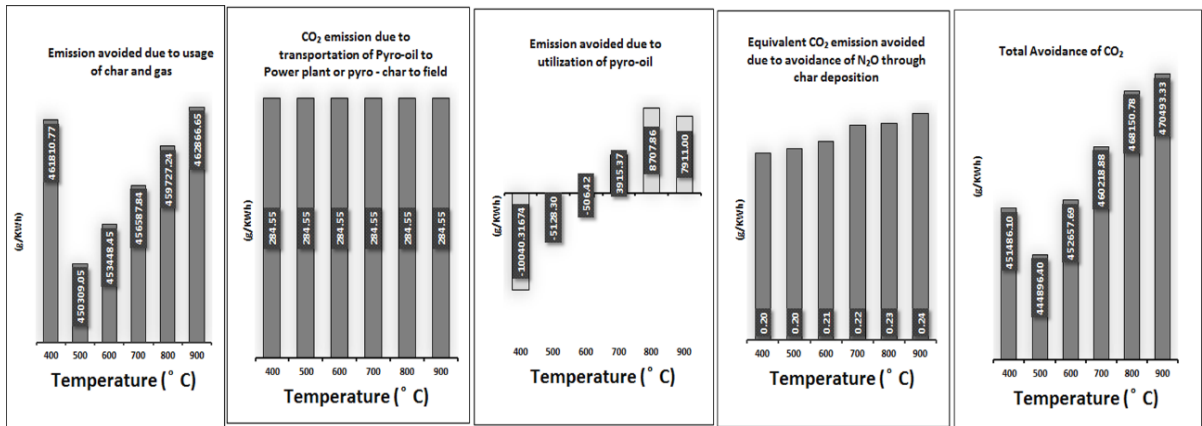 Emission avoided due to usage
of char and gas
(g/KWh)
461810.77
450309.05
453448.45
456587.84
459727.24
462866.65
400 500 600 700 800 900
Temperature (° C)
CO₂ emission due to
transportation of Pyro-oil to
Power plant or pyro - char to field
(g/KWh)
284.55
284.55
284.55
284.55
284.55
284.55
400 500 600 700 800 900
Temperature (° C)
Emission avoided due to
utilization of pyro-oil
(g/KWh)
-10040.31674
-5128.30
-506.42
3915.37
8707.86
7911.00
400 500 600 700 800 900
Temperature (° C)
Equivalent CO₂ emission avoided
due to avoidance of N₂O through
char deposition
(g/KWh)
0.20
0.20
0.21
0.22
0.23
0.24
400 500 600 700 800 900
Temperature (° C)
Total Avoidance of CO₂
(g/KWh)
451486.10
444896.40
452657.69
460218.88
468150.78
470493.33
400 500 600 700 800 900
Temperature (° C)